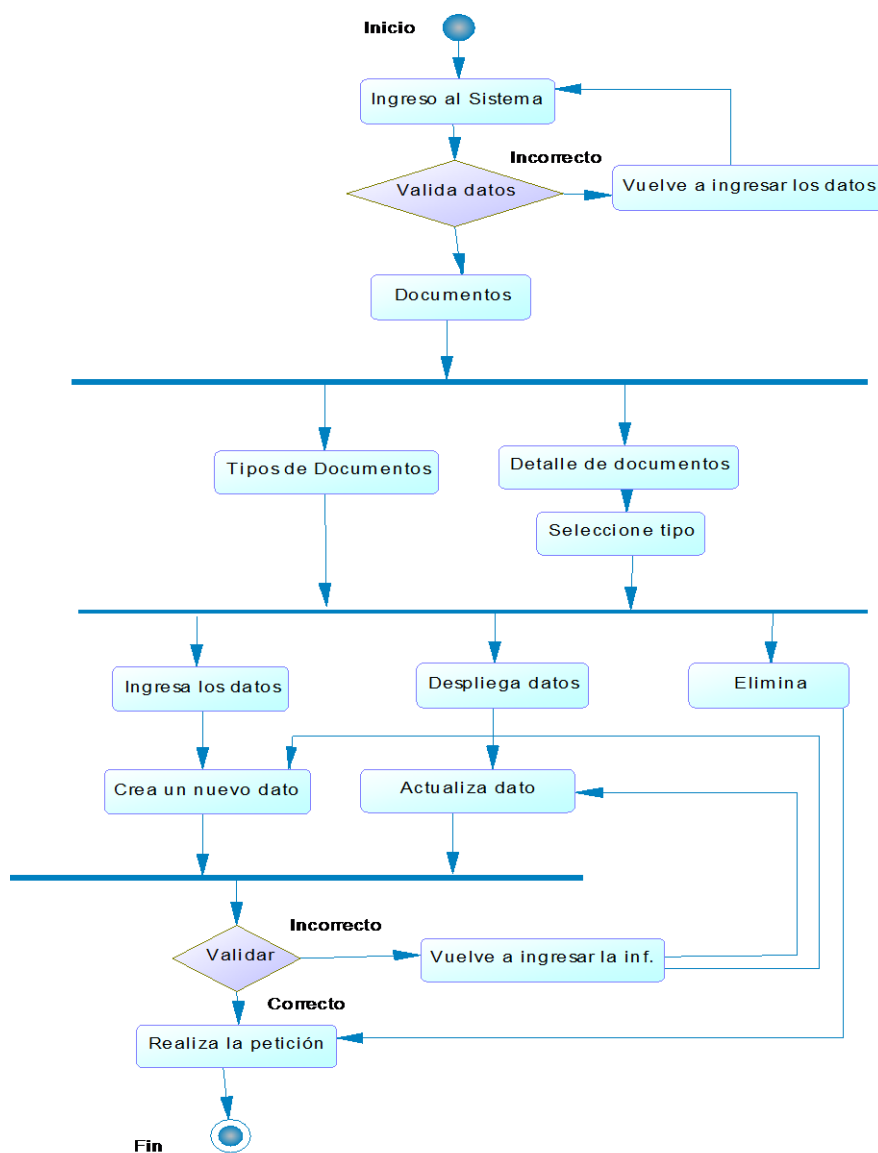 Inicio
Ingreso al Sistema
Incorrecto
Valida datos
Vuelve a ingresar los datos
Documentos
Tipos de Documentos
Detalle de documentos
Seleccione tipo
Ingresa los datos
Despliega datos
Elimina
Crea un nuevo dato
Actualiza dato
Incorrecto
Validar
Vuelve a ingresar la inf.
Correcto
Realiza la petición
Fin